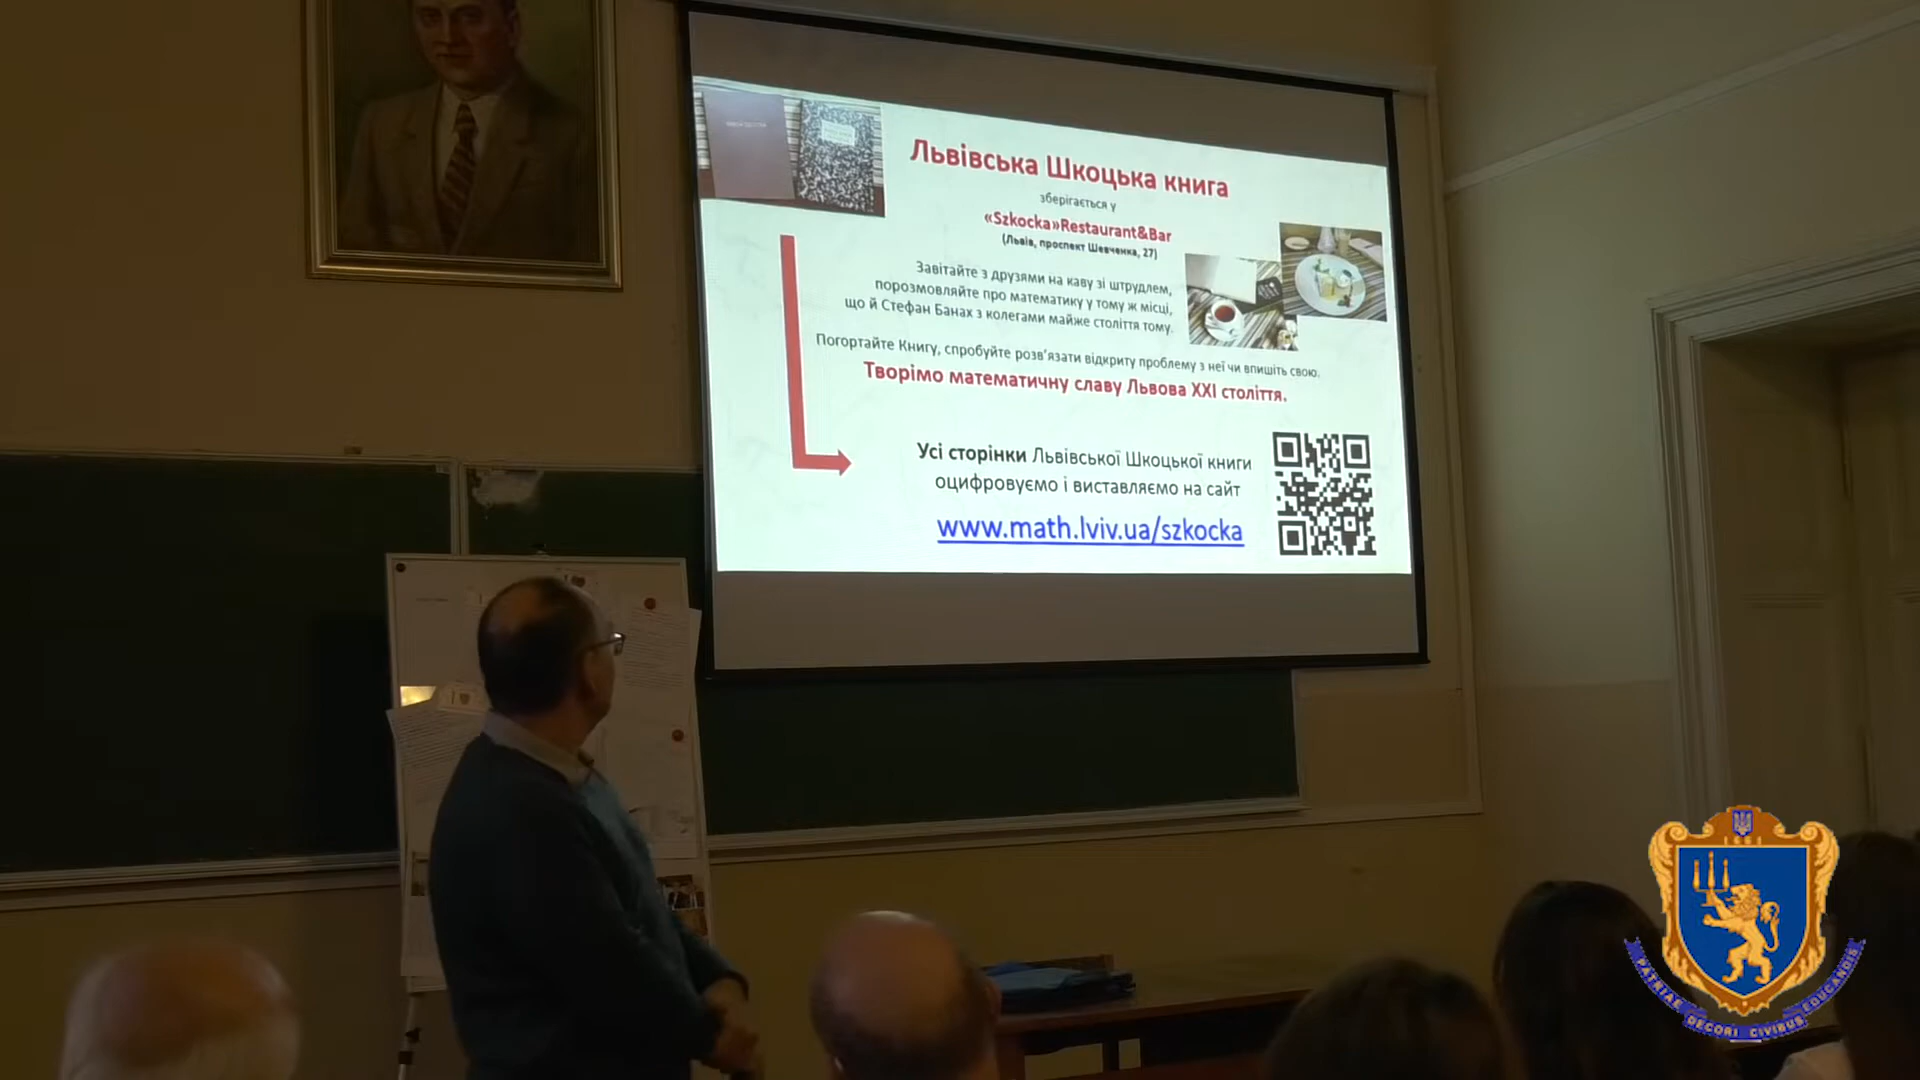 Львівська Шкоцька книга
зберігається у
«Szkocka»Restaurant&Bar
(Львів, проспект Шевченка, 27)
Завітайте з друзями на каву зі штрудлем,
порозмовляйте про математику у тому ж місці,
що й Стефан Банах з колегами майже століття тому.
Погортайте Книгу, спробуйте розв'язати відкриту проблему з неї чи впишіть свою.
Творімо математичну славу Львова XXI століття.
Усі сторінки Львівської Шкоцької книги
оцифровуємо і виставляємо на сайт
www.math.lviv.ua/szkocka
1661
PATRIAE DECORI CIVIBUS EDUCANDIS